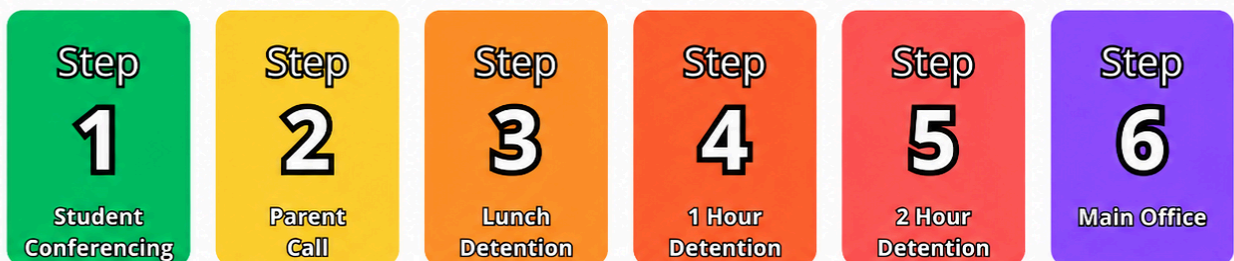 Step
1
Student
Conferencing
Step
2
Parent
Call
Step
3
Lunch
Detention
Step
4
1 Hour
Detention
Step
5
2 Hour
Detention
Step
6
Main Office